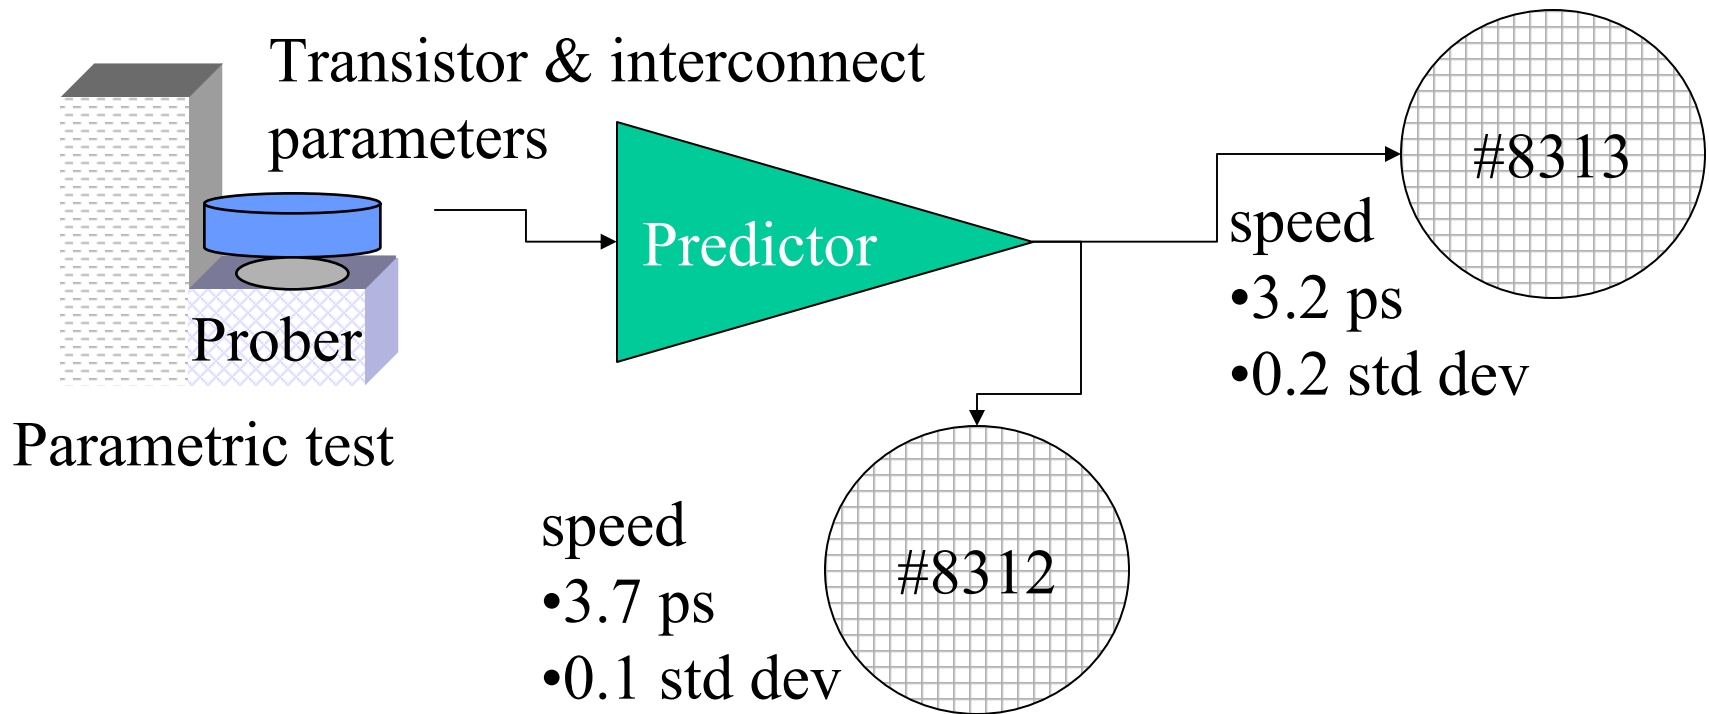 Transistor & interconnect
parameters
Prober
Parametric test
Predictor
#8313
speed
•3.2 ps
•0.2 std dev
#8312
speed
•3.7 ps
•0.1 std dev